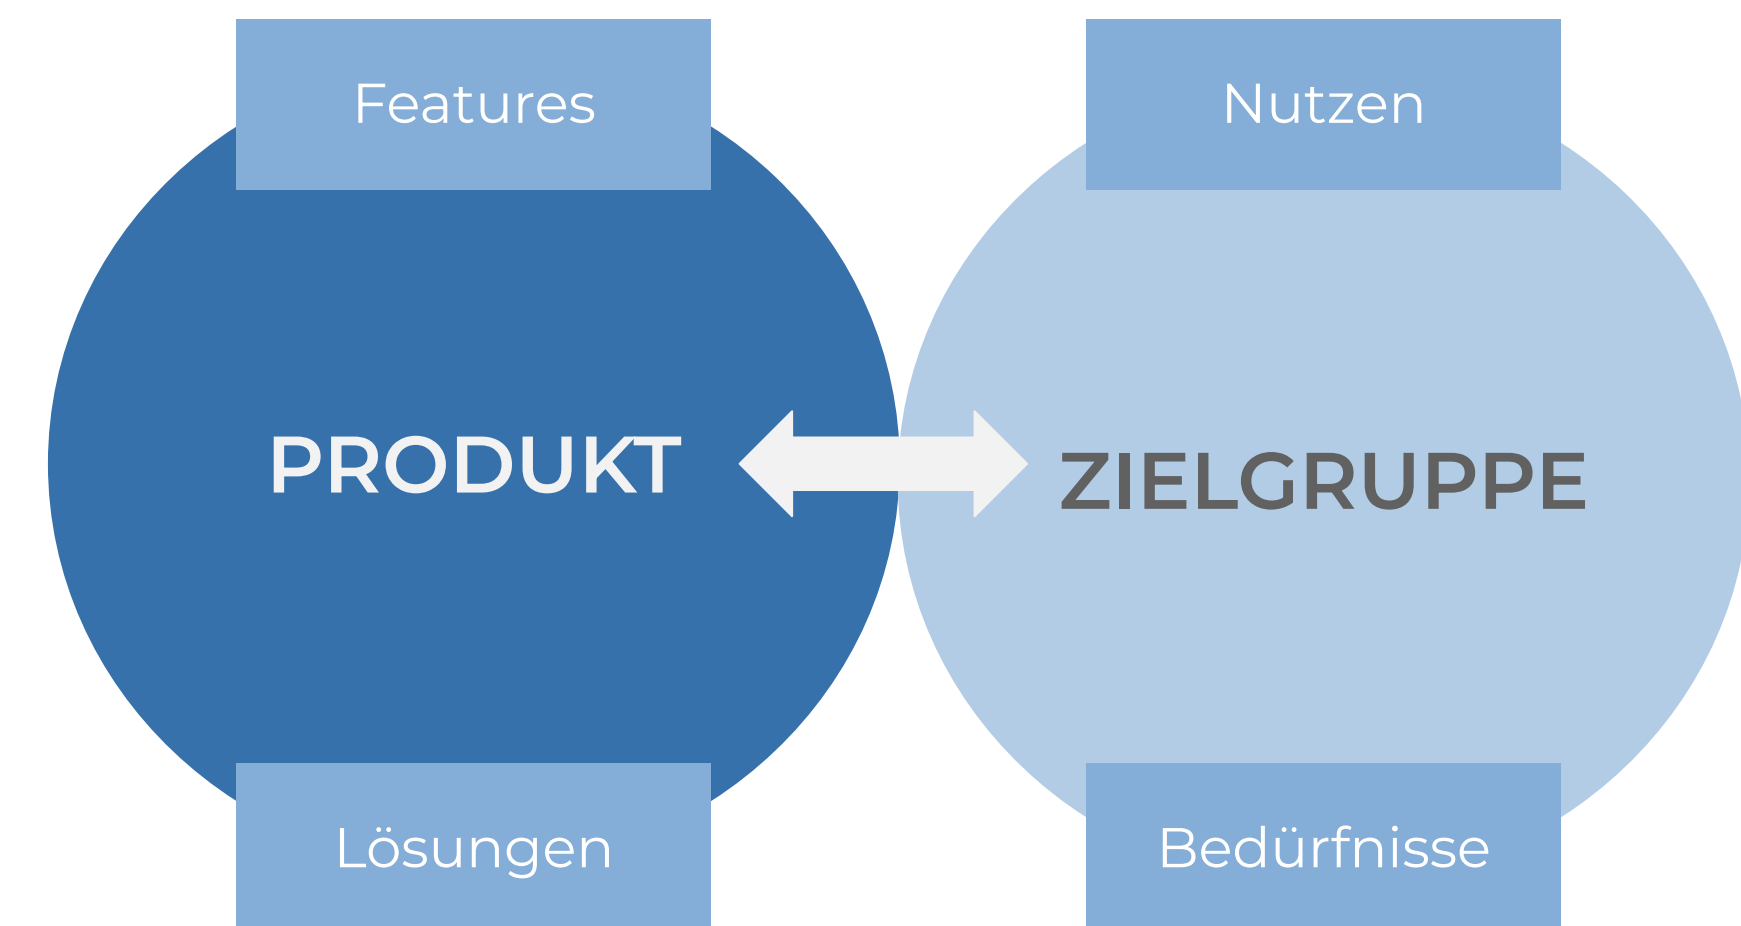 Features
Nutzen
PRODUKT
ZIELGRUPPE
Lösungen
Bedürfnisse